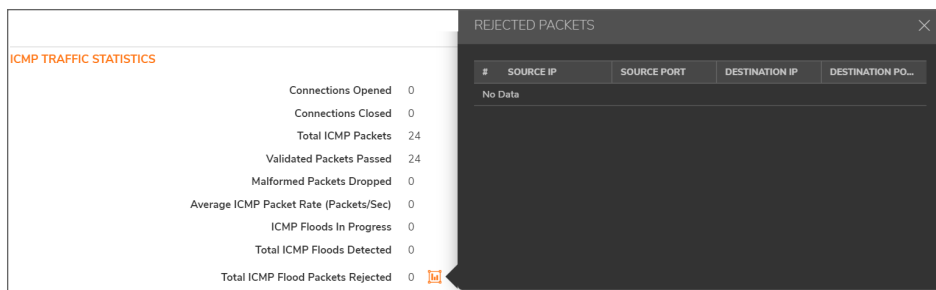 REJECTED PACKETS
ICMP TRAFFIC STATISTICS
# SOURCE IP SOURCE PORT DESTINATION IP DESTINATION PO...
No Data
Connections Opened 0
Connections Closed 0
Total ICMP Packets 24
Validated Packets Passed 24
Malformed Packets Dropped 0
Average ICMP Packet Rate (Packets/Sec) 0
ICMP Floods In Progress 0
Total ICMP Floods Detected 0
Total ICMP Flood Packets Rejected 0